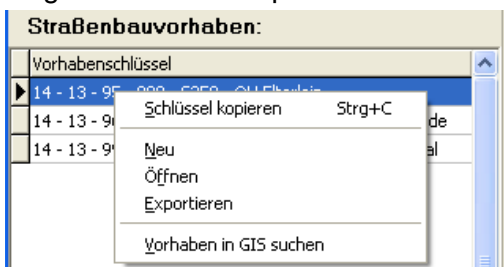 Straßenbauvorhaben:
Vorhabenschlüssel
14 - 13 - 95
14 - 13 - 9
de
14 - 13 - 9
al
Schlüssel kopieren Strg+C
Neu
Öffnen
Exportieren
Vorhaben in GIS suchen